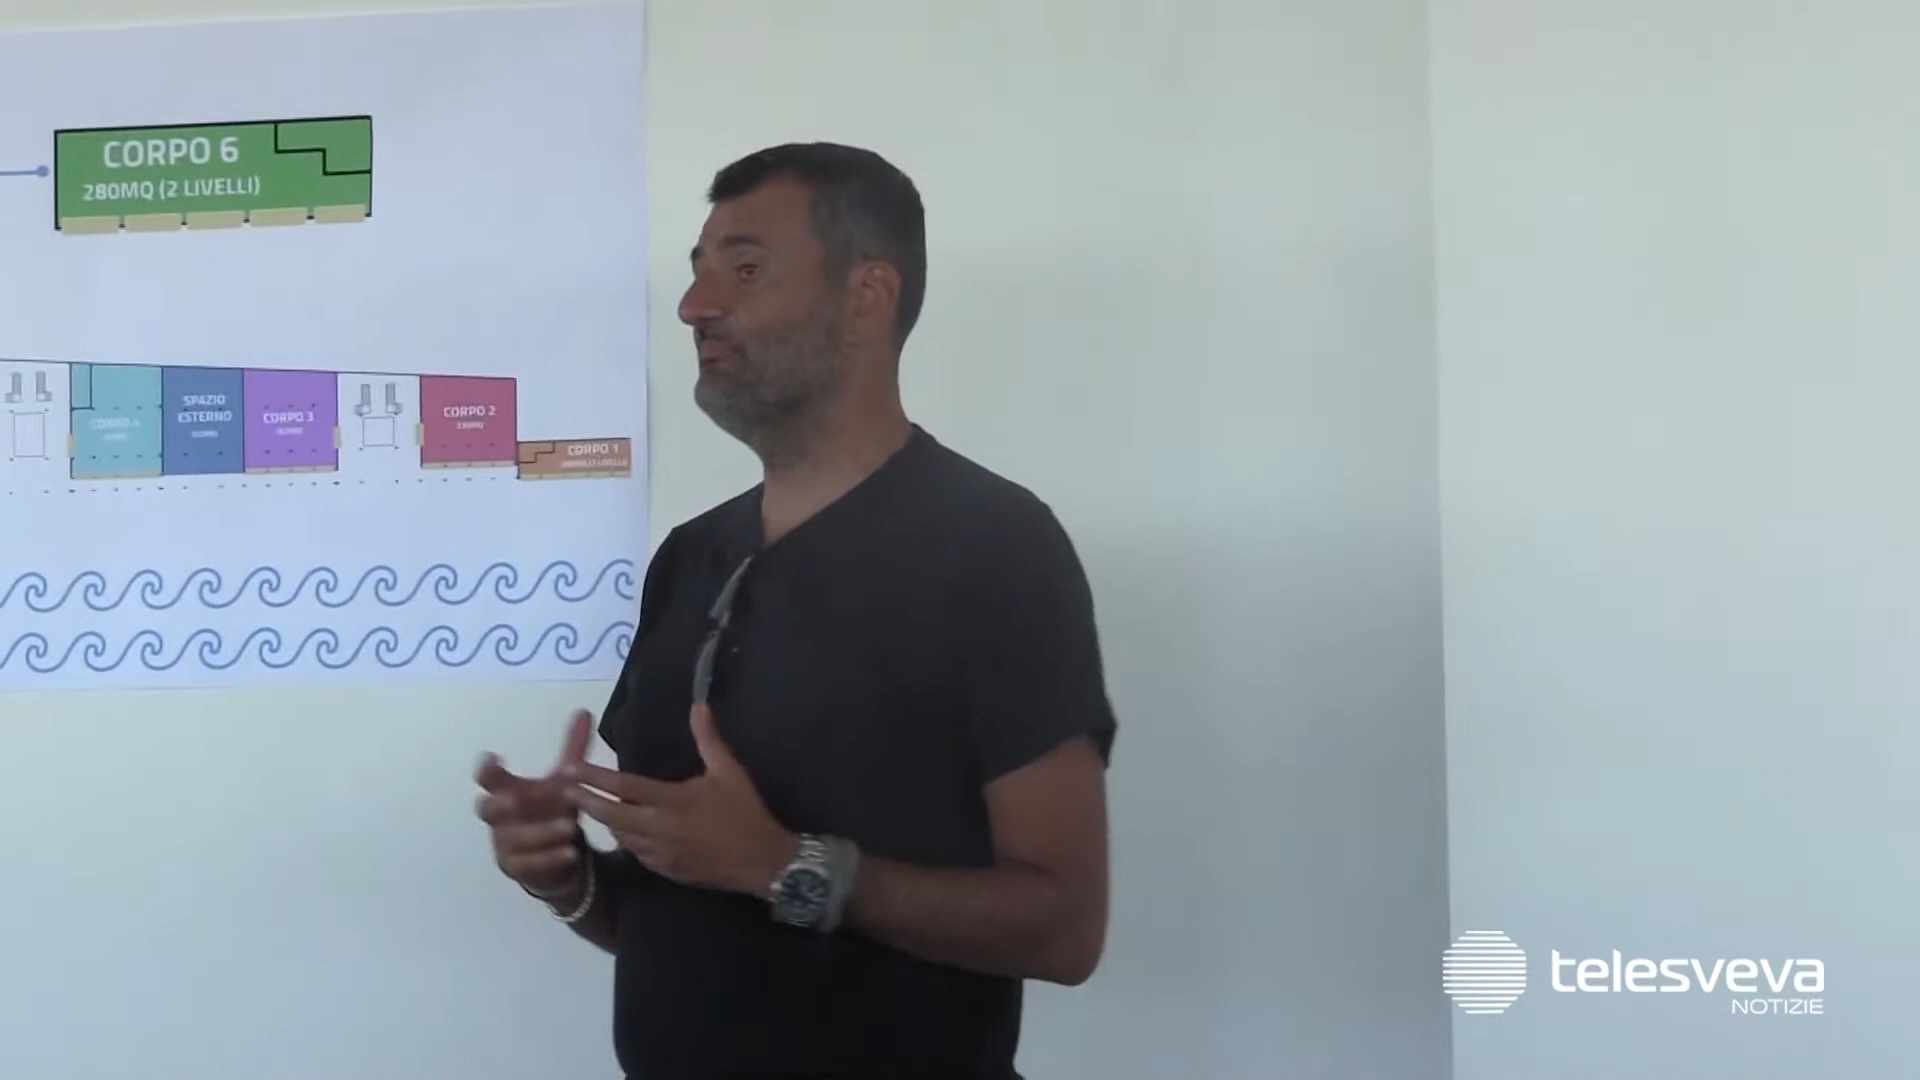 CORPO 6
280MQ (2 LIVELLI)
SPAZIO
ESTERNO
CORPO 3
CORPO 2
CORPO 1
telesveva
NOTIZIE